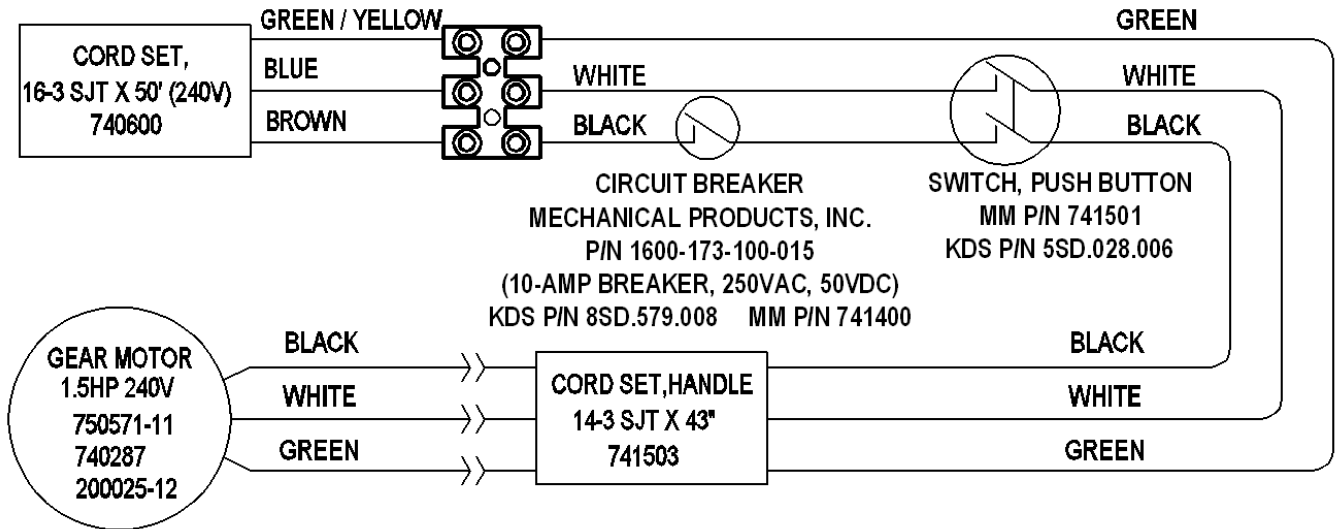 GREEN / YELLOW
GREEN
CORD SET,
16-3 SJT X 50' (240V)
740600
BLUE
WHITE
WHITE
BROWN
BLACK
BLACK
CIRCUIT BREAKER
MECHANICAL PRODUCTS, INC.
P/N 1600-173-100-015
(10-AMP BREAKER, 250VAC, 50VDC)
KDS P/N 8SD.579.008 MM P/N 741400
SWITCH, PUSH BUTTON
MM P/N 741501
KDS P/N 5SD.028.006
GEAR MOTOR
1.5HP 240V
750571-11
740287
200025-12
BLACK
WHITE
GREEN
CORD SET,HANDLE
14-3 SJT X 43"
741503
BLACK
WHITE
GREEN